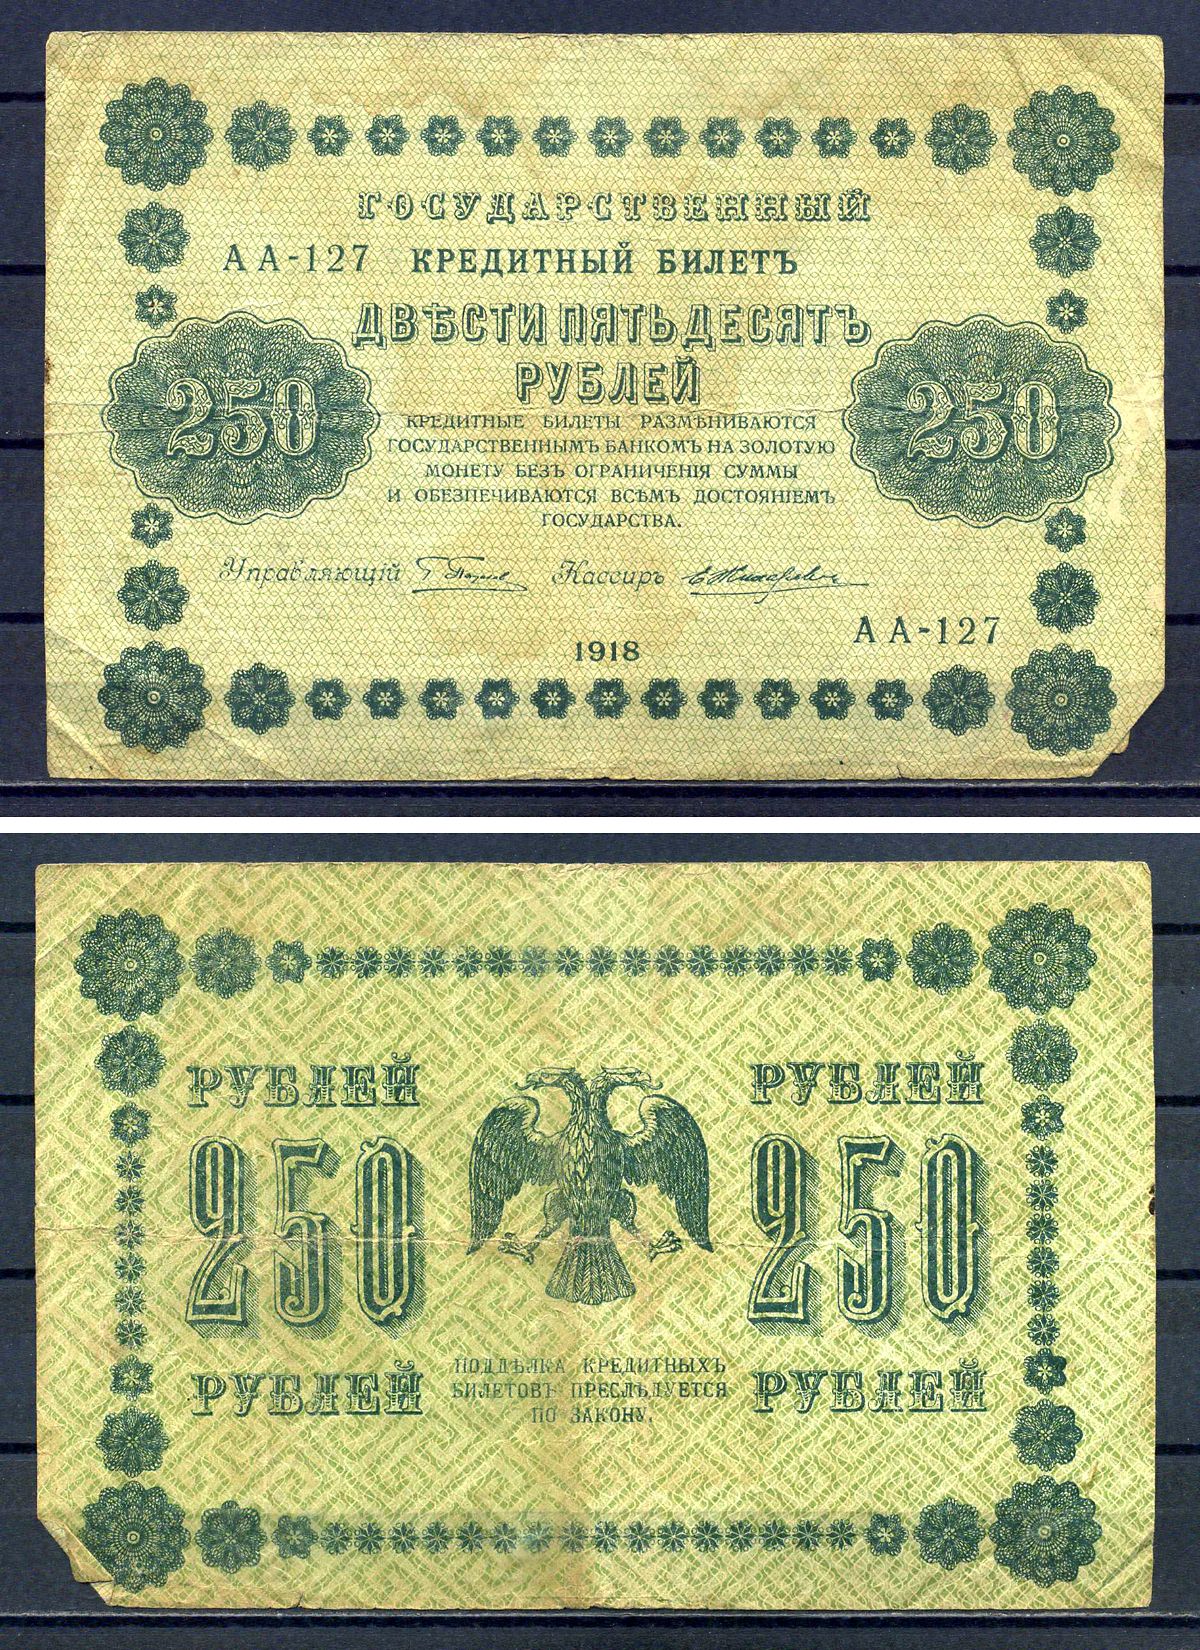 ГОСУДАРСТВЕННЫЙ
АА-127 КРЕДИТНЫЙ БИЛЕТЪ
ДВѢСТИ ПЯТЬДЕСЯТЪ
РУБЛЕЙ
250
250
КРЕДИТНЫЕ БИЛЕТЫ РАЗМѢНИВАЮТСЯ
ГОСУДАРСТВЕННЫМЪ БАНКОМЪ НА ЗОЛОТУЮ
МОНЕТУ БЕЗЪ ОГРАНИЧЕНІЯ СУММЫ
И ОБЕЗПЕЧИВАЮТСЯ ВСѢМЪ ДОСТОЯНІЕМЪ
ГОСУДАРСТВА.
Управляющій Кассиръ
АА-127
1918
РУБЛЕЙ РУБЛЕЙ
250 250
РУБЛЕЙ РУБЛЕЙ
ПОДДѢЛКА КРЕДИТНЫХЪ
БИЛЕТОВЪ ПРЕСЛѢДУЕТСЯ
ПО ЗАКОНУ.